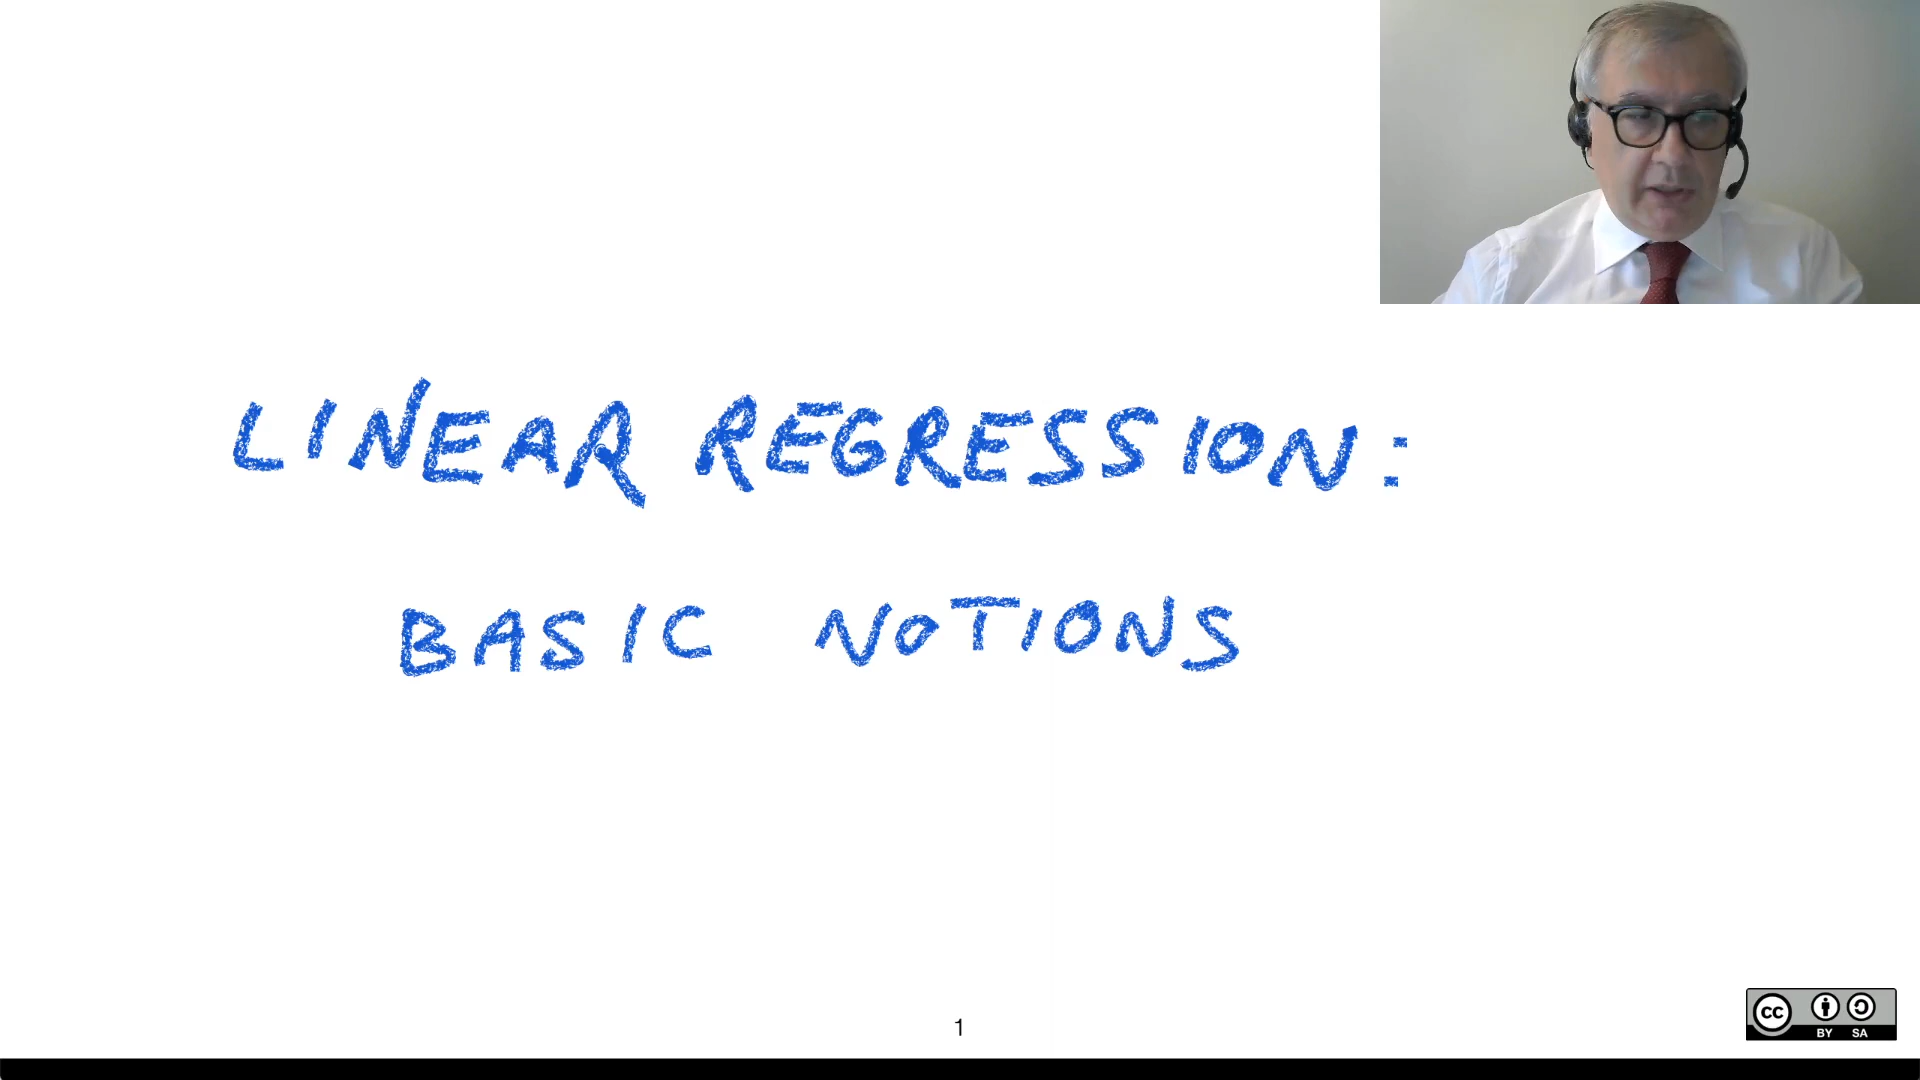 LINEAR REGRESSION:
BASIC NOTIONS
1
cc
BY SA